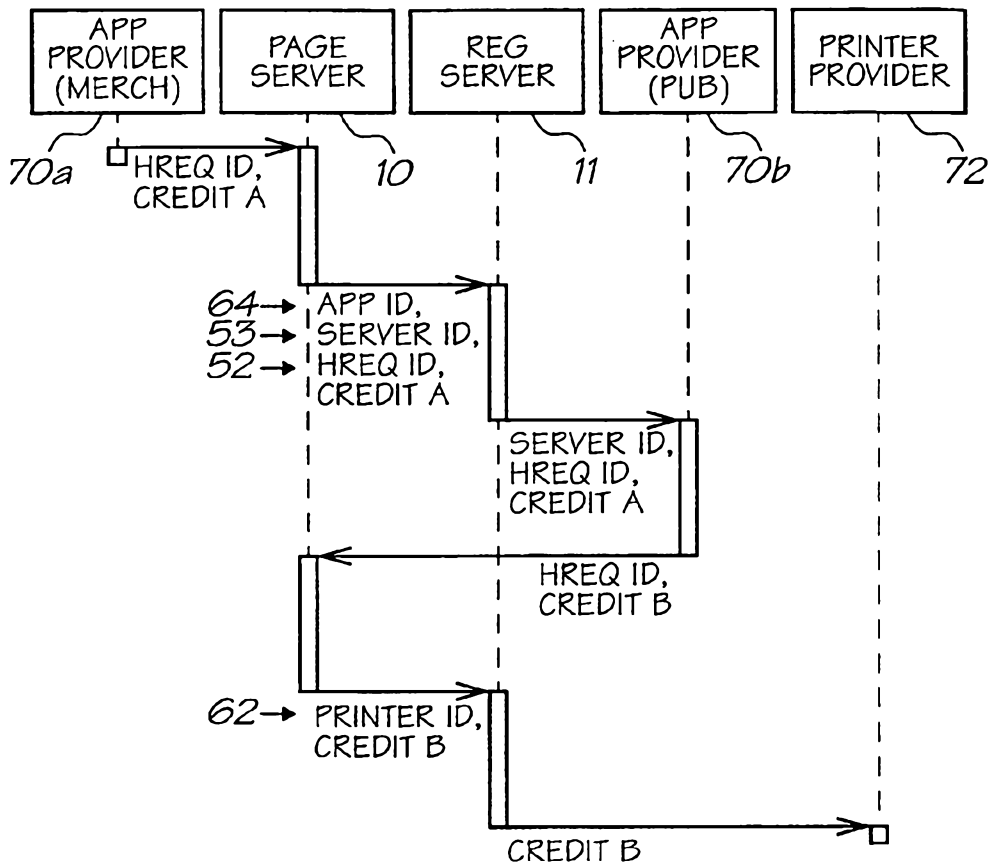 APP
PROVIDER
(MERCH)
PAGE
SERVER
REG
SERVER
APP
PROVIDER
(PUB)
PRINTER
PROVIDER
70a
10
11
70b
72
HREQ ID,
CREDIT A
64
APP ID,
53
SERVER ID,
52
HREQ ID,
CREDIT A
SERVER ID,
HREQ ID,
CREDIT A
HREQ ID,
CREDIT B
62
PRINTER ID,
CREDIT B
CREDIT B